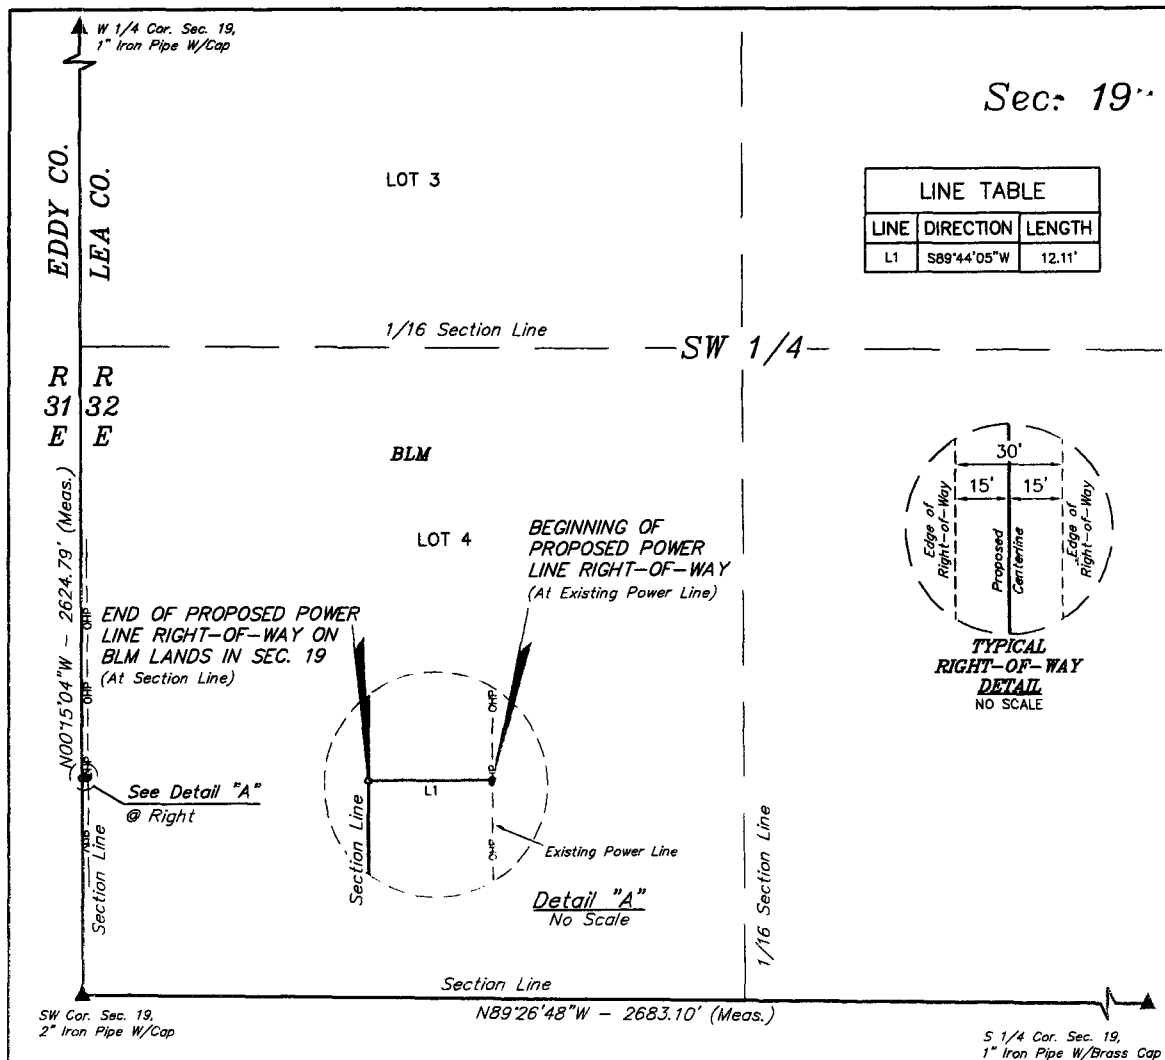 W 1/4 Cor. Sec. 19,
1" Iron Pipe W/Cap
Sec. 19
EDDY CO.
LEA CO.
LOT 3
LINE TABLE
LINE DIRECTION LENGTH
L1 S89°44'05"W 12.11'
1/16 Section Line
SW 1/4
R R
31 32
E E
BLM
LOT 4
30'
15' 15'
Edge of
Right-of-Way
Proposed
Centerline
Edge of
Right-of-Way
TYPICAL
RIGHT-OF-WAY
DETAIL
NO SCALE
N00°15'04"W - 2624.79' (Meas.)
BEGINNING OF
PROPOSED POWER
LINE RIGHT-OF-WAY
(At Existing Power Line)
END OF PROPOSED POWER
LINE RIGHT-OF-WAY ON
BLM LANDS IN SEC. 19
(At Section Line)
OHP
OHP
OHP
OHP
See Detail "A"
@ Right
Section Line
OHP
OHP
OHP
L1
Section Line
Existing Power Line
Detail "A"
No Scale
1/16 Section Line
Section Line
N89°26'48"W - 2683.10' (Meas.)
SW Cor. Sec. 19,
2" Iron Pipe W/Cap
S 1/4 Cor. Sec. 19,
1" Iron Pipe W/Brass Cap